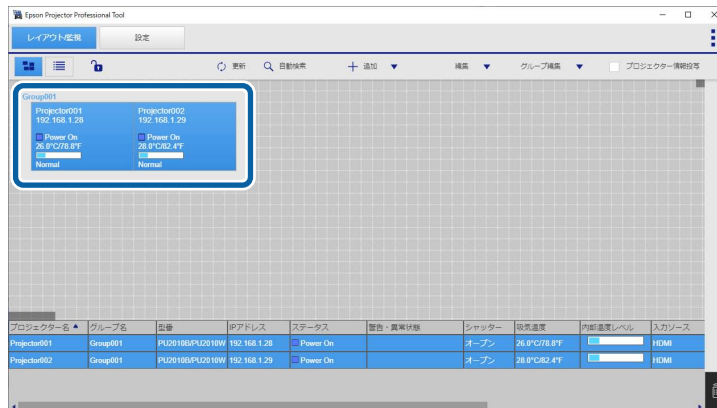 Epson Projector Professional Tool
レイアウト/監視 設定
更新 自動検索 追加 ▼ 編集 ▼ グループ編集 ▼ プロジェクター情報投写
Group001
Projector001 Projector002
192.168.1.28 192.168.1.29
Power On Power On
26.0°C/78.8°F 28.0°C/82.4°F
Normal Normal
プロジェクター名 ▲ グループ名 型番 IPアドレス ステータス 警告・異常状態 シャッター 吸気温度 内部温度レベル 入力ソース
Projector001 Group001 PU2010B/PU2010W 192.168.1.28 Power On オープン 26.0°C/78.8°F HDMI
Projector002 Group001 PU2010B/PU2010W 192.168.1.29 Power On オープン 28.0°C/82.4°F HDMI